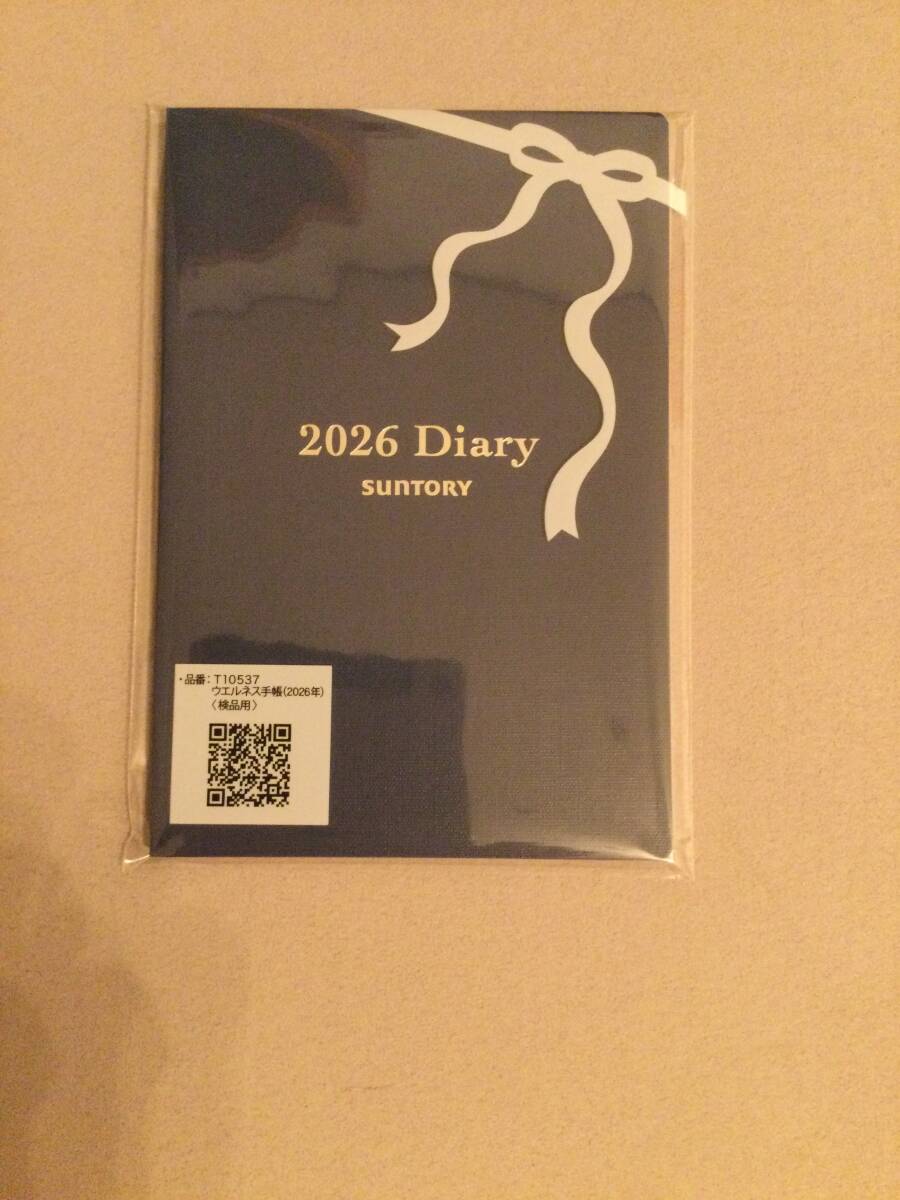 2026 Diary
SUNTORY
・品番：T10537
ウエルネス手帳(2026年)
〈検品用〉